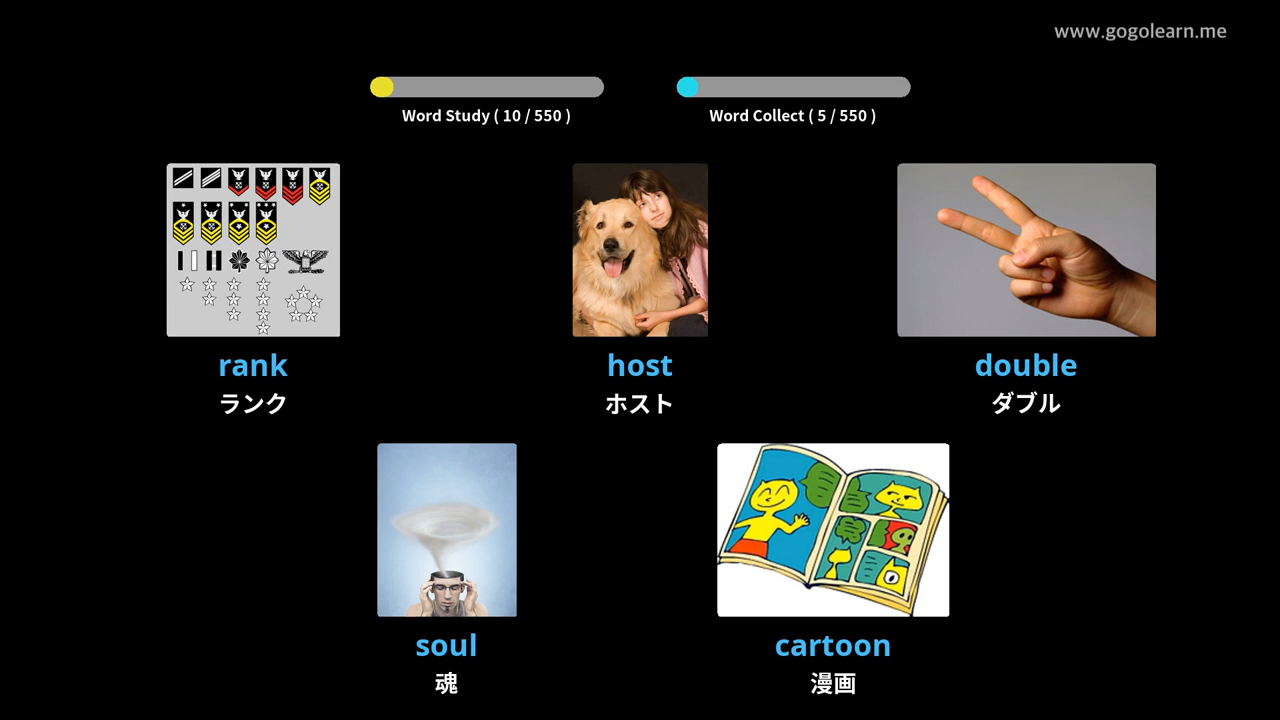 www.gogolearn.me
Word Study ( 10 / 550 )
Word Collect ( 5 / 550 )
rank
ランク
host
ホスト
double
ダブル
soul
魂
cartoon
漫画